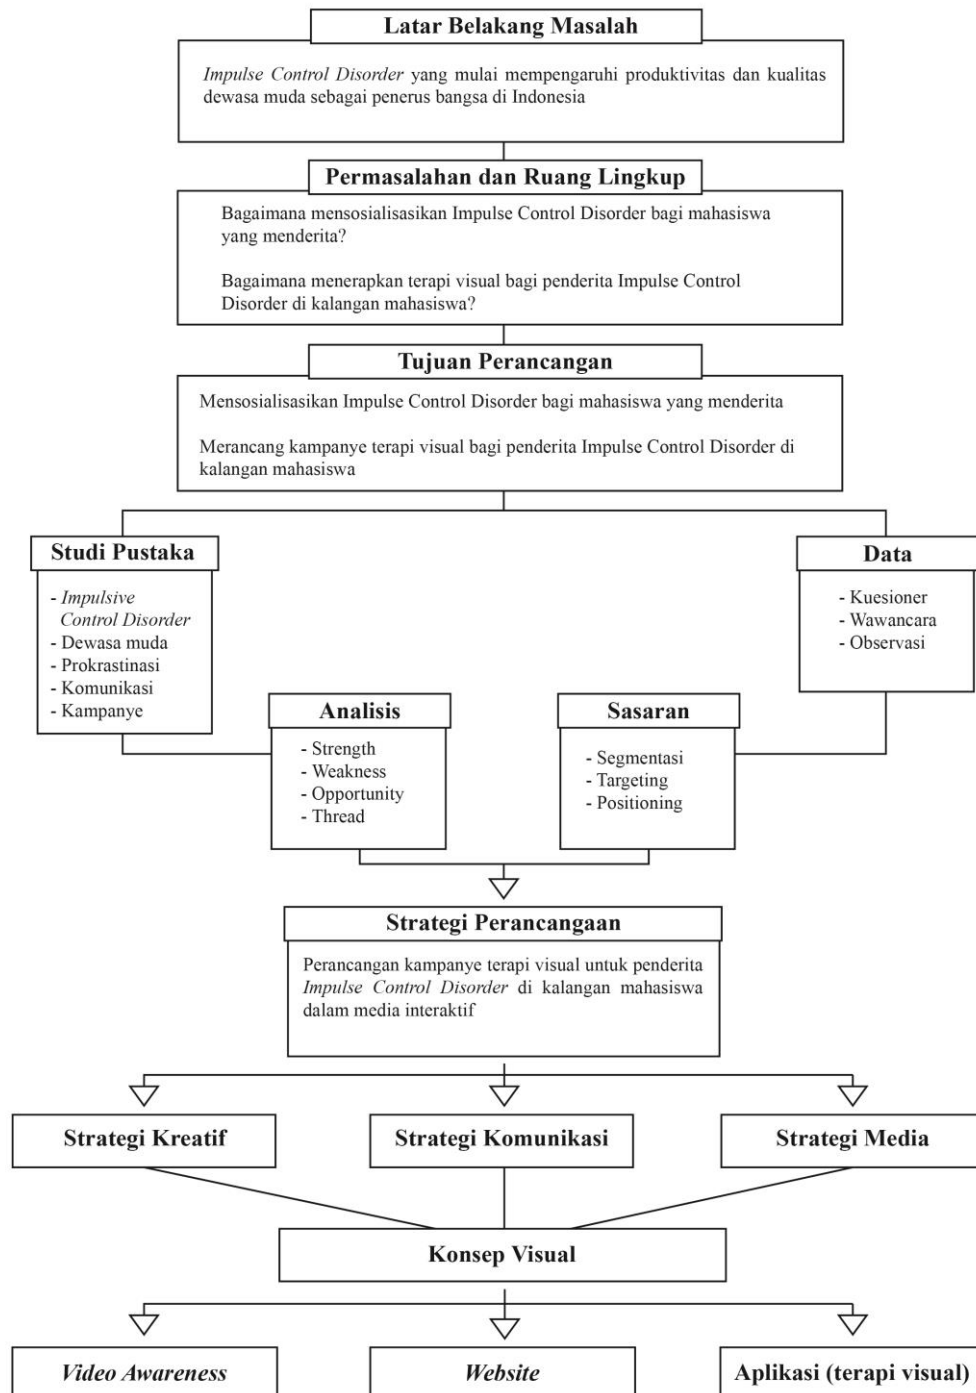 Latar Belakang Masalah
Impulse Control Disorder yang mulai mempengaruhi produktivitas dan kualitas
dewasa muda sebagai penerus bangsa di Indonesia
Permasalahan dan Ruang Lingkup
Bagaimana mensosialisasikan Impulse Control Disorder bagi mahasiswa
yang menderita?
Bagaimana menerapkan terapi visual bagi penderita Impulse Control
Disorder di kalangan mahasiswa?
Tujuan Perancangan
Mensosialisasikan Impulse Control Disorder bagi mahasiswa yang menderita
Merancang kampanye terapi visual bagi penderita Impulse Control Disorder di
kalangan mahasiswa
Studi Pustaka
- Impulsive
Control Disorder
- Dewasa muda
- Prokrastinasi
- Komunikasi
- Kampanye
Data
- Kuesioner
- Wawancara
- Observasi
Analisis
- Strength
- Weakness
- Opportunity
- Thread
Sasaran
- Segmentasi
- Targeting
- Positioning
Strategi Perancangaan
Perancangan kampanye terapi visual untuk penderita
Impulse Control Disorder di kalangan mahasiswa
dalam media interaktif
Strategi Kreatif
Strategi Komunikasi
Strategi Media
Konsep Visual
Video Awareness
Website
Aplikasi (terapi visual)